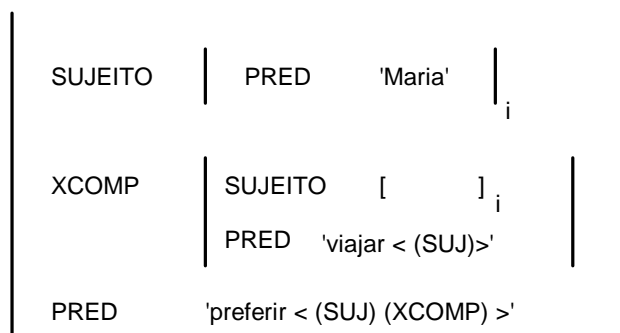 SUJEITO PRED 'Maria' i
XCOMP SUJEITO [ ] i
PRED 'viajar < (SUJ)>'
PRED 'preferir < (SUJ) (XCOMP) >'